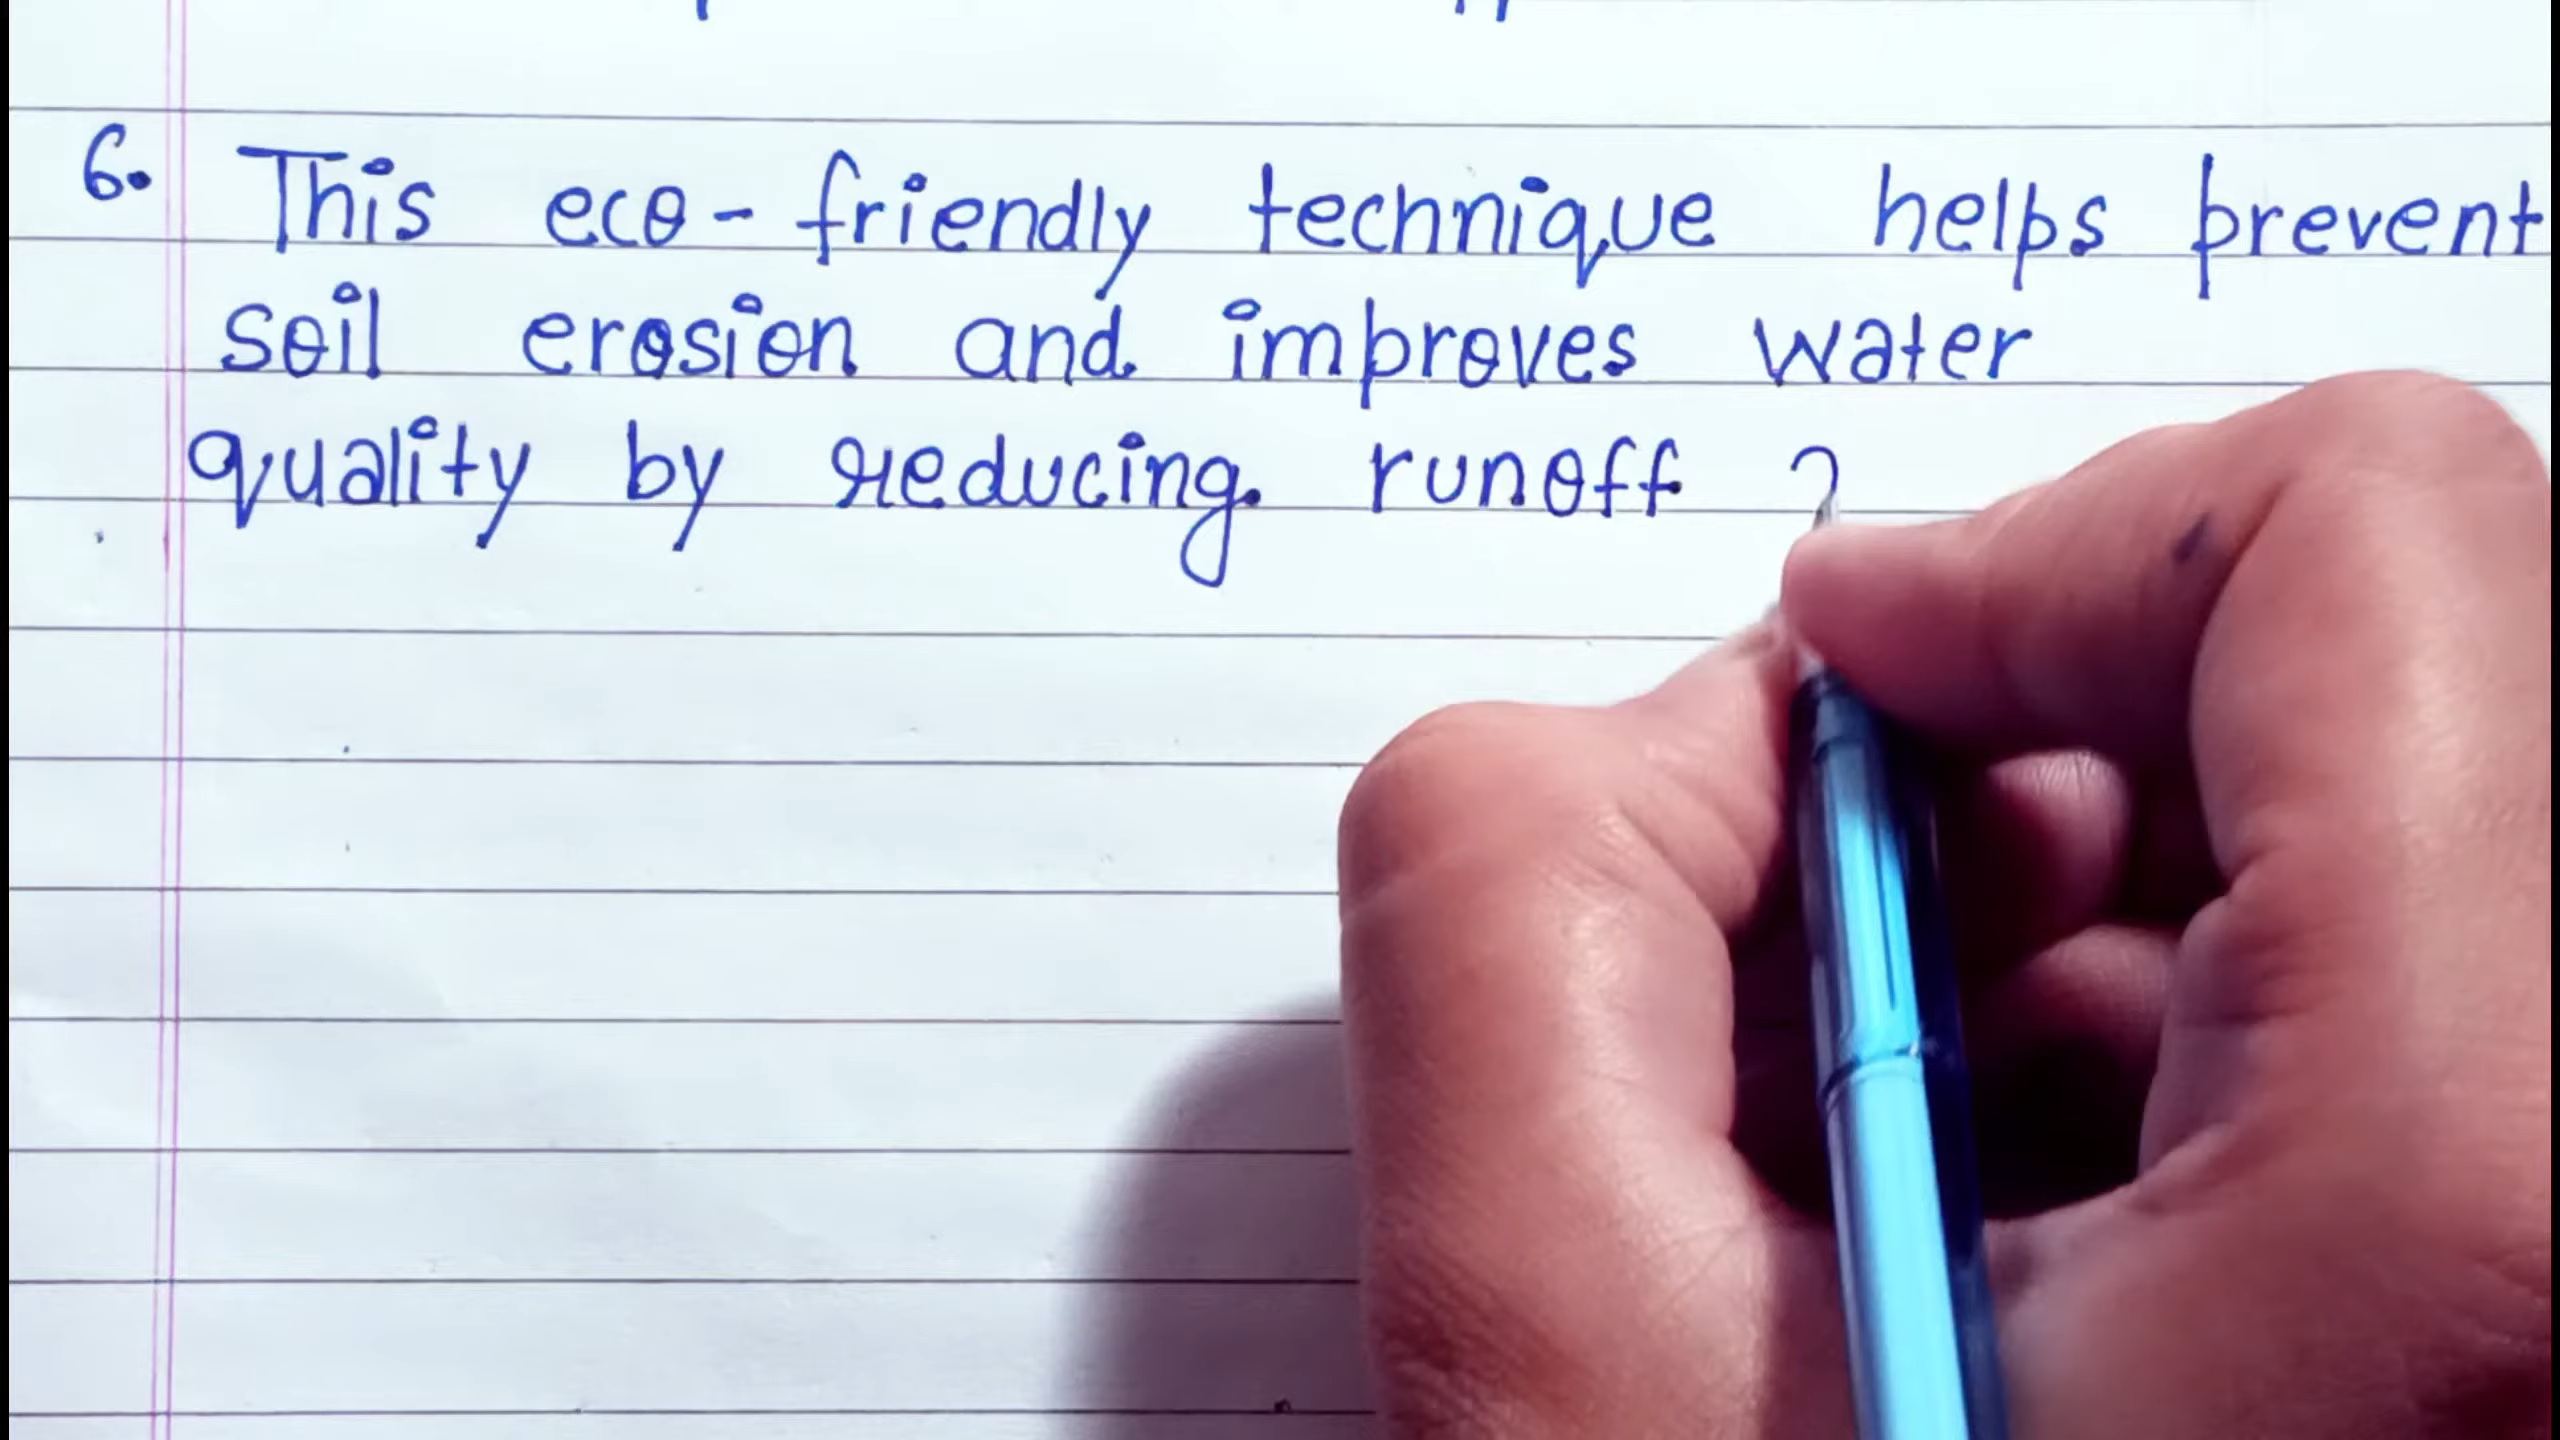 6. This eco-friendly technique helps prevent
soil erosion and improves water
quality by reducing runoff ?